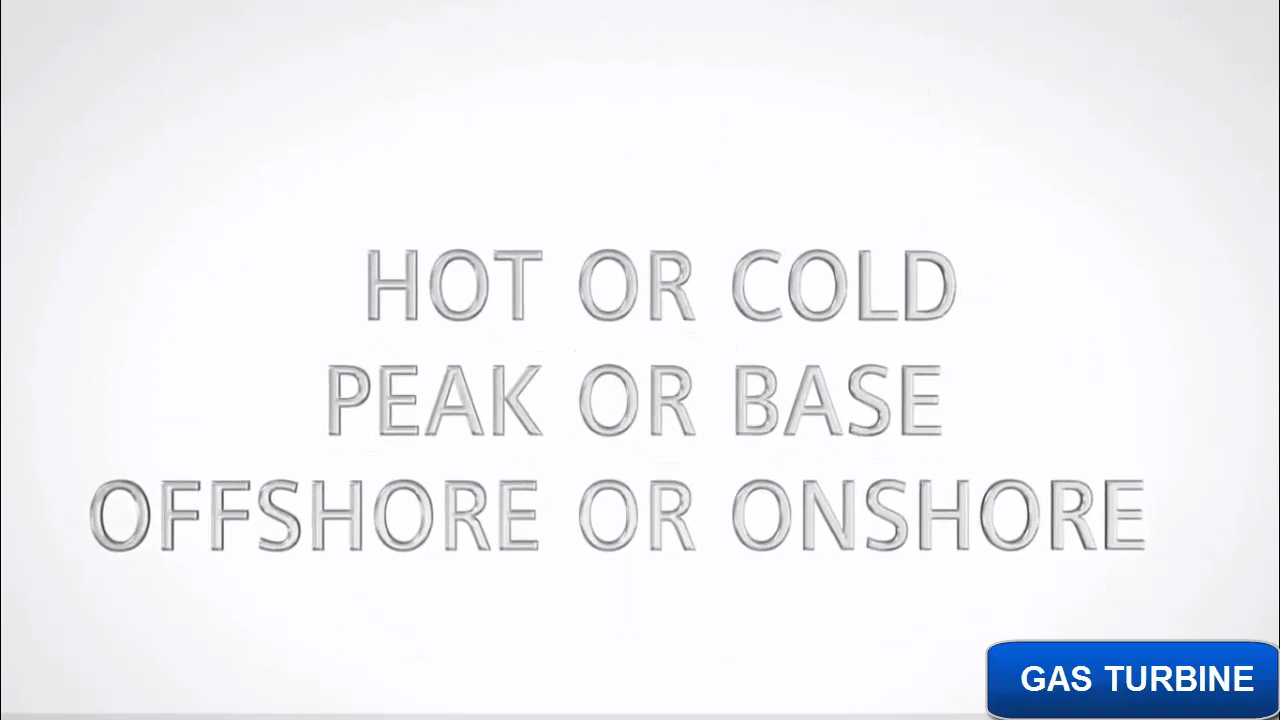 HOT OR COLD
PEAK OR BASE
OFFSHORE OR ONSHORE
GAS TURBINE